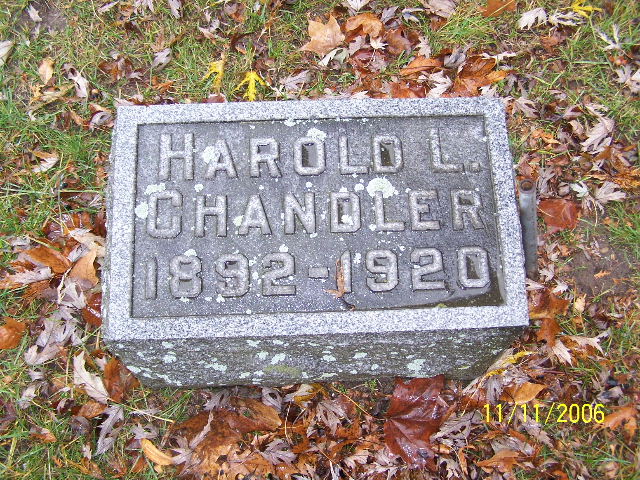 HAROLD L.
CHANDLER
1892-1920
11/11/2006